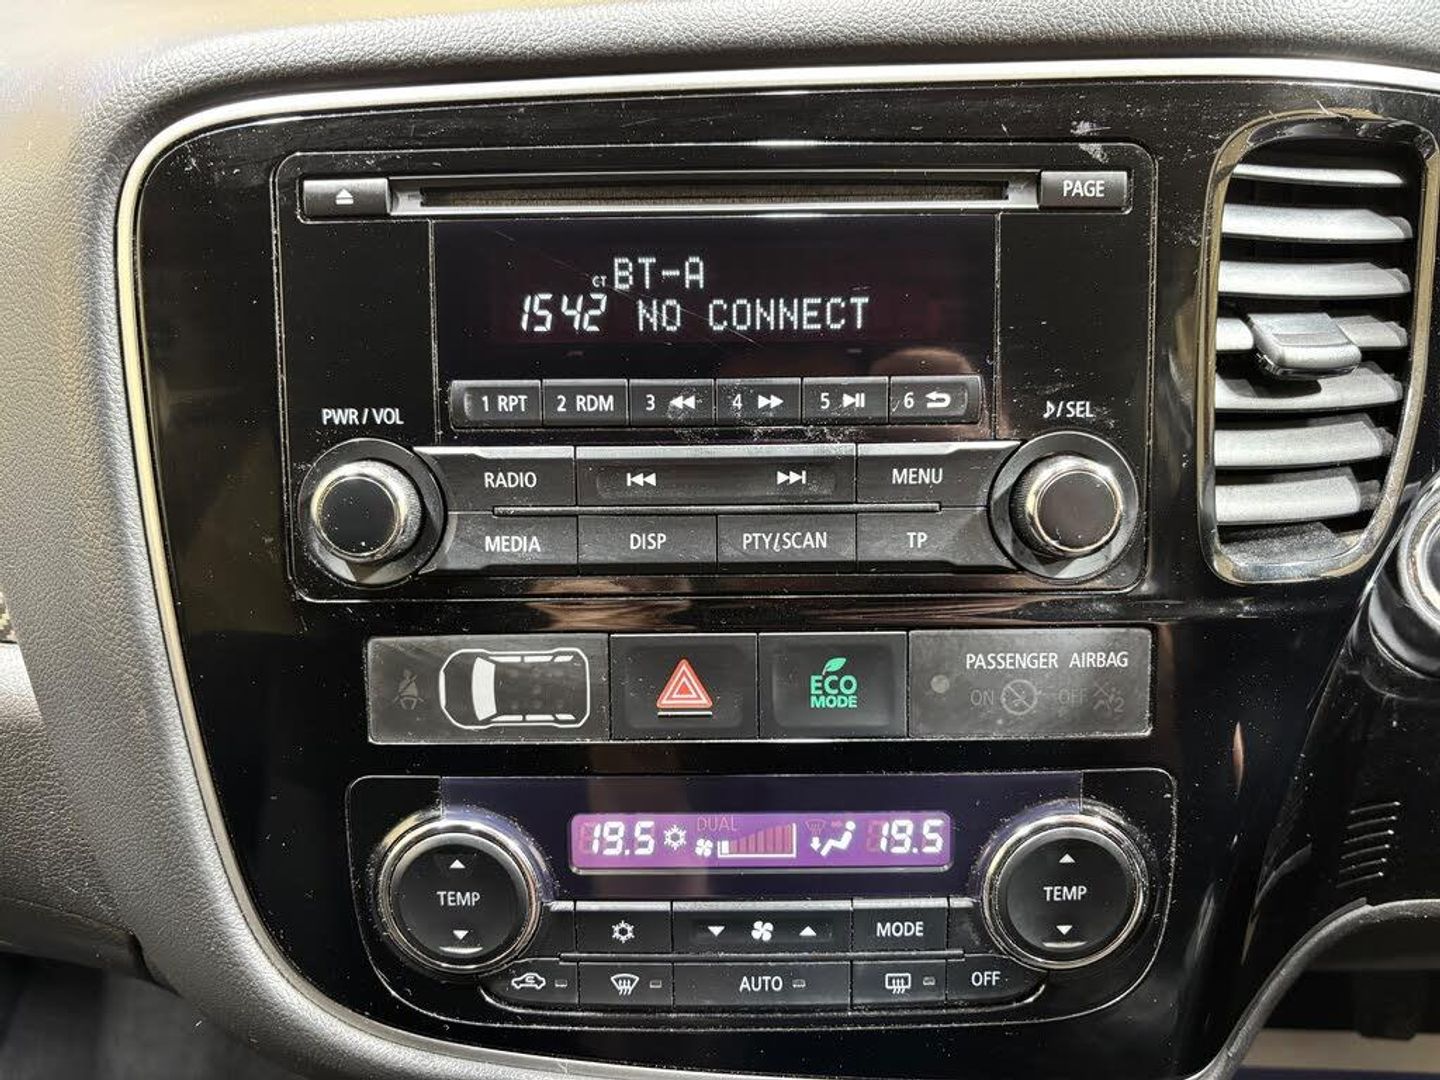 PAGE
CT BT-A
1542 NO CONNECT
1 RPT 2 RDM 3 4 5 6
PWR / VOL
♪/SEL
RADIO MENU
MEDIA DISP PTY/SCAN TP
ECO
MODE
PASSENGER AIRBAG
ON OFF 2
DUAL
19.5 19.5
TEMP TEMP
MODE
AUTO OFF